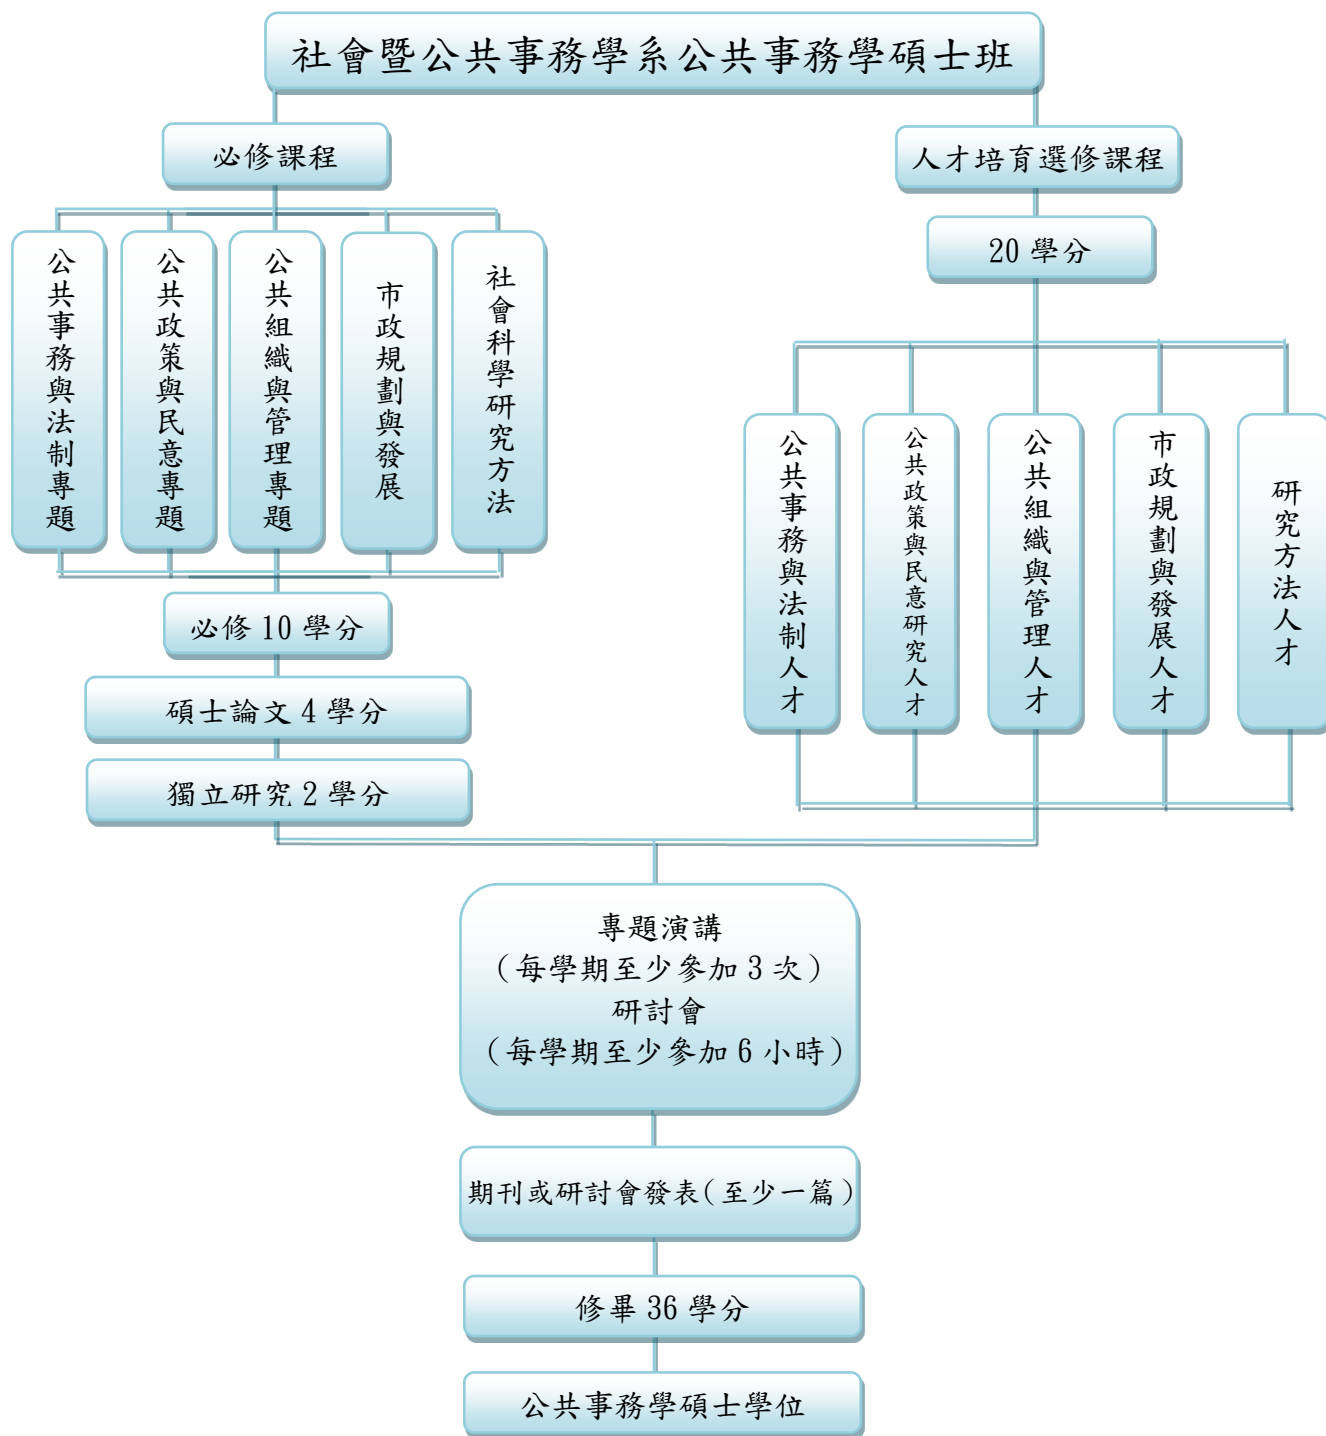 社會暨公共事務學系公共事務學碩士班
必修課程
人才培育選修課程
20 學分
公共事務與法制專題
公共政策與民意專題
公共組織與管理專題
市政規劃與發展
社會科學研究方法
公共事務與法制人才
公共政策與民意研究人才
公共組織與管理人才
市政規劃與發展人才
研究方法人才
必修 10 學分
碩士論文 4 學分
獨立研究 2 學分
專題演講
（每學期至少參加 3 次）
研討會
（每學期至少參加 6 小時）
期刊或研討會發表(至少一篇)
修畢 36 學分
公共事務學碩士學位